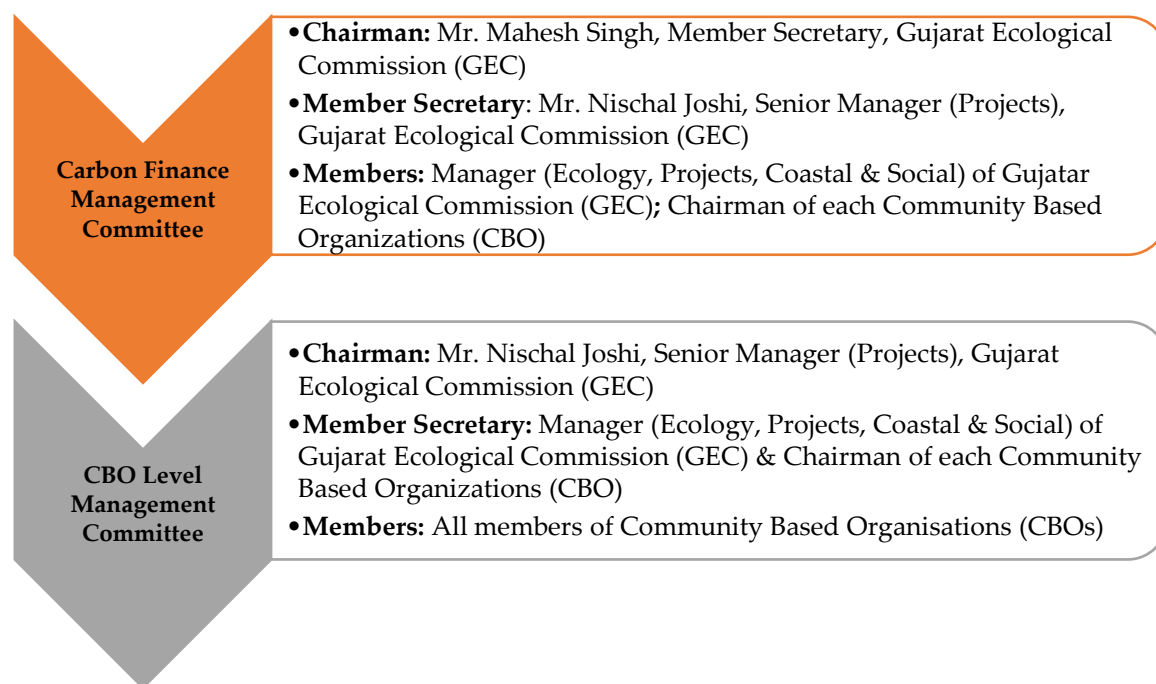 Carbon Finance
Management
Committee
•Chairman: Mr. Mahesh Singh, Member Secretary, Gujarat Ecological
Commission (GEC)
•Member Secretary: Mr. Nischal Joshi, Senior Manager (Projects),
Gujarat Ecological Commission (GEC)
•Members: Manager (Ecology, Projects, Coastal & Social) of Gujatar
Ecological Commission (GEC); Chairman of each Community Based
Organizations (CBO)
CBO Level
Management
Committee
•Chairman: Mr. Nischal Joshi, Senior Manager (Projects), Gujarat
Ecological Commission (GEC)
•Member Secretary: Manager (Ecology, Projects, Coastal & Social) of
Gujarat Ecological Commission (GEC) & Chairman of each Community
Based Organizations (CBO)
•Members: All members of Community Based Organisations (CBOs)